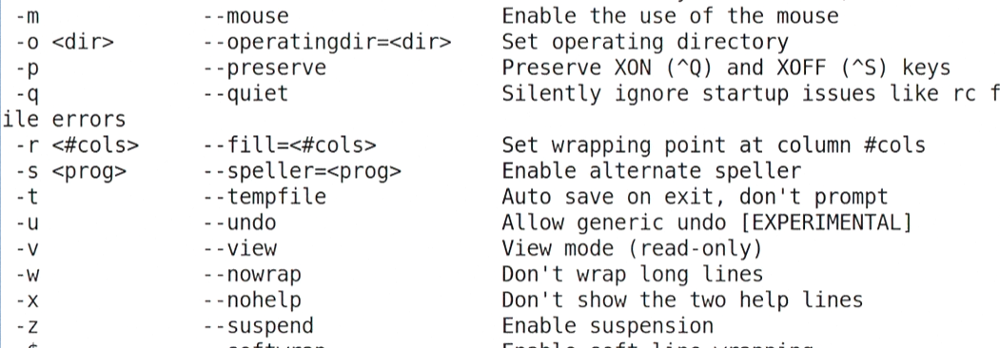 -m --mouse Enable the use of the mouse
-o <dir> --operatingdir=<dir> Set operating directory
-p --preserve Preserve XON (^Q) and XOFF (^S) keys
-q --quiet Silently ignore startup issues like rc f
ile errors
-r <#cols> --fill=<#cols> Set wrapping point at column #cols
-s <prog> --speller=<prog> Enable alternate speller
-t --tempfile Auto save on exit, don't prompt
-u --undo Allow generic undo [EXPERIMENTAL]
-v --view View mode (read-only)
-w --nowrap Don't wrap long lines
-x --nohelp Don't show the two help lines
-z --suspend Enable suspension